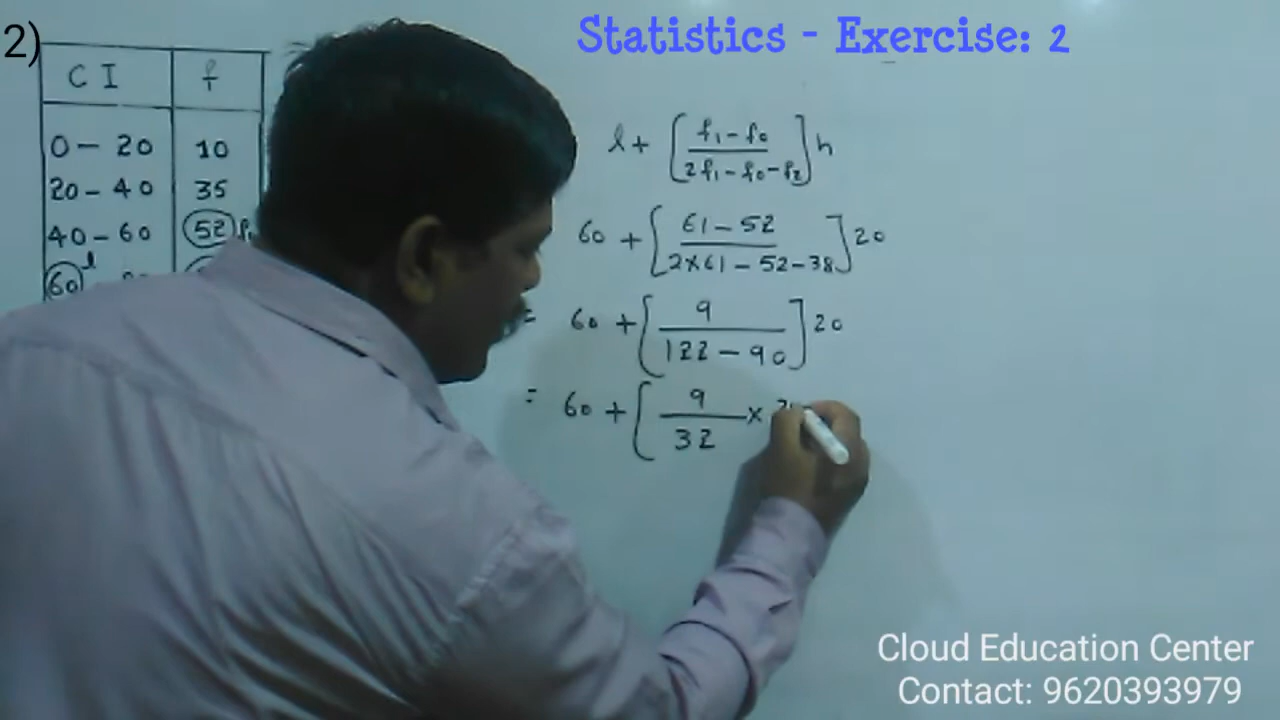 2)
Statistics - Exercise: 2
C I f
0 - 20 10
20 - 40 35
40 - 60 52
60 l
l + [ f₁ - f₀ / 2f₁ - f₀ - f₂ ] h
60 + [ 61 - 52 / 2×61 - 52 - 38 ] 20
= 60 + [ 9 / 122 - 90 ] 20
= 60 + [ 9 / 32 ×
Cloud Education Center
Contact: 9620393979